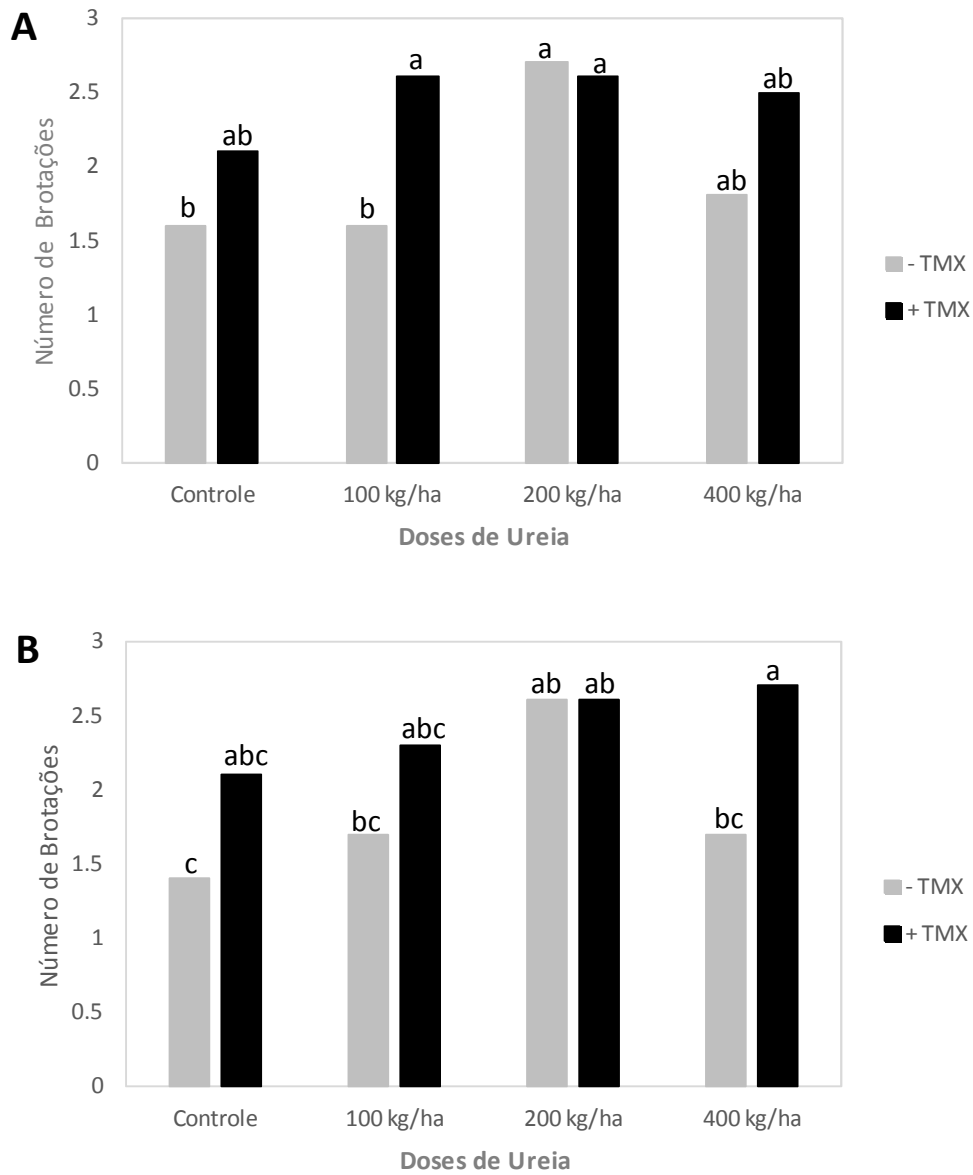 A
3
2.5
2
1.5
1
0.5
0
Número de Brotações
b
ab
b
a
a
a
ab
ab
- TMX
+ TMX
Controle 100 kg/ha 200 kg/ha 400 kg/ha
Doses de Ureia
B
3
2.5
2
1.5
1
0.5
0
Número de Brotações
c
abc
bc
abc
ab
ab
bc
a
- TMX
+ TMX
Controle 100 kg/ha 200 kg/ha 400 kg/ha
Doses de Ureia